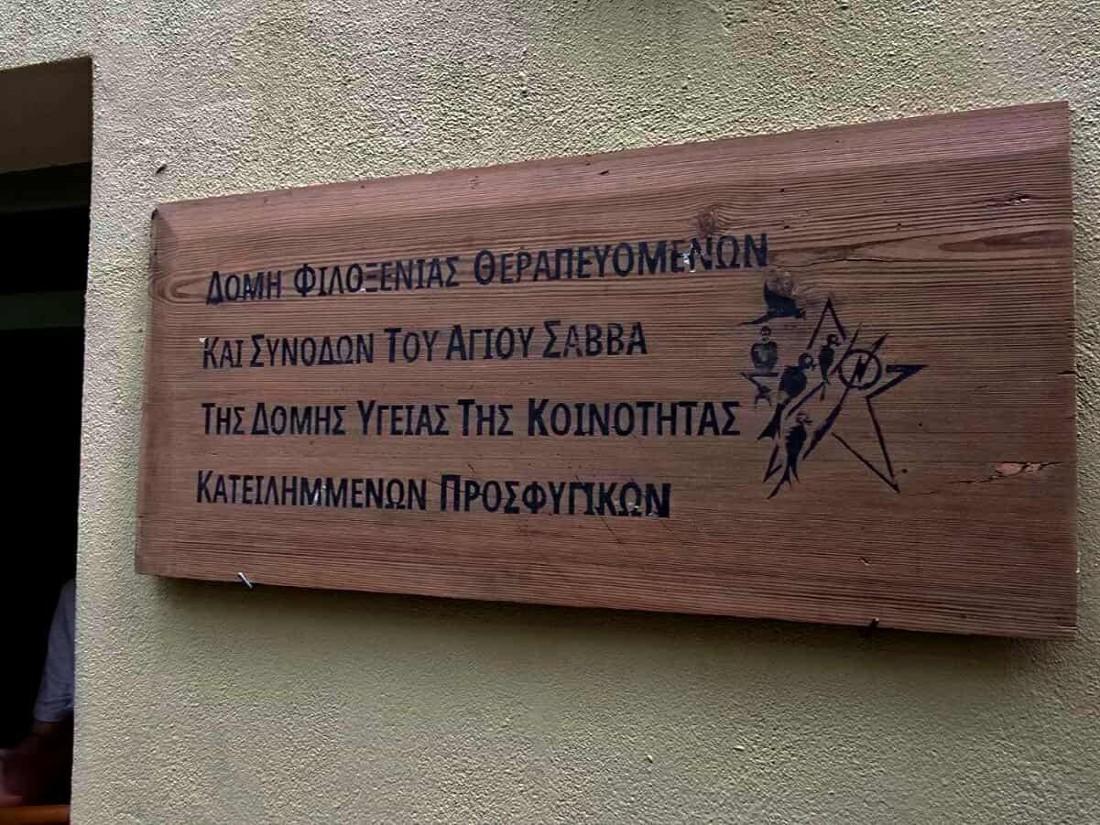 ΔΟΜΗ ΦΙΛΟΞΕΝΙΑΣ ΘΕΡΑΠΕΥΟΜΕΝΩΝ
ΚΑΙ ΣΥΝΟΔΩΝ ΤΟΥ ΑΓΙΟΥ ΣΑΒΒΑ
ΤΗΣ ΔΟΜΗΣ ΥΓΕΙΑΣ ΤΗΣ ΚΟΙΝΟΤΗΤΑΣ
ΚΑΤΕΙΛΗΜΜΕΝΩΝ ΠΡΟΣΦΥΓΙΚΩΝ